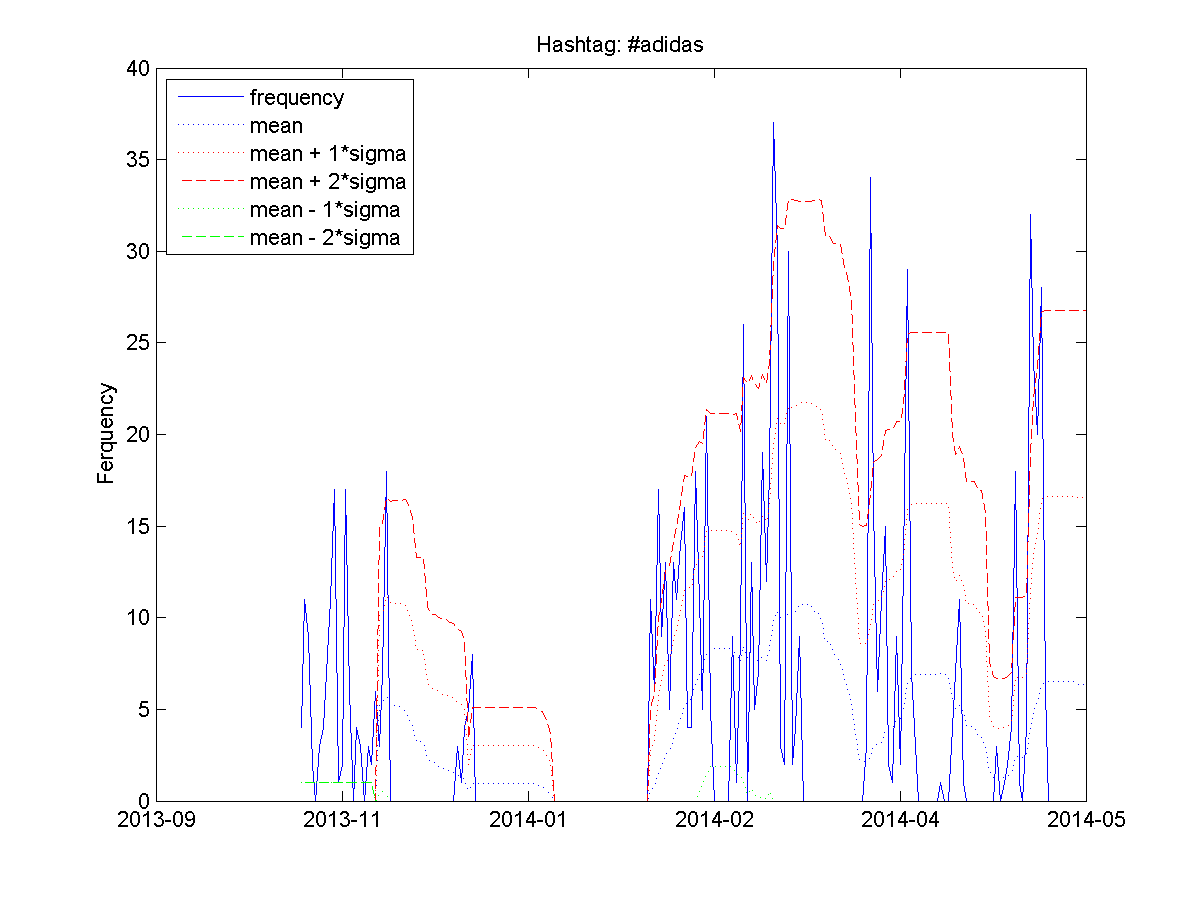 Hashtag: #adidas
40
35
30
25
20
15
10
5
0
Ferquency
frequency
mean
mean + 1*sigma
mean + 2*sigma
mean - 1*sigma
mean - 2*sigma
2013-09 2013-11 2014-01 2014-02 2014-04 2014-05